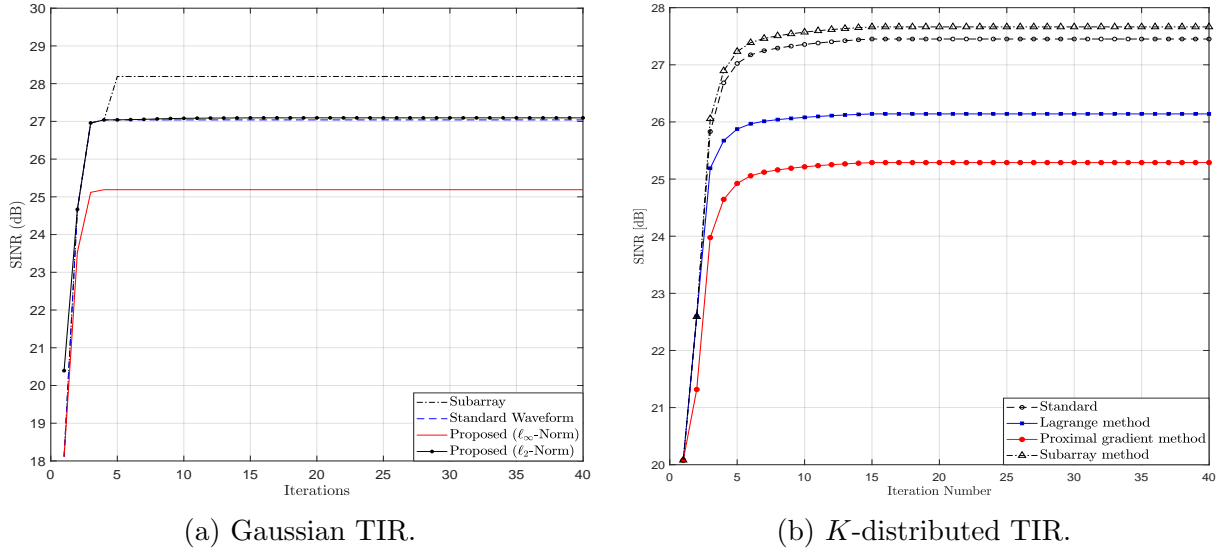 30
29
28
27
26
25
24
23
22
21
20
19
18
SINR (dB)
0
5
10
15
20
25
30
35
40
Iterations
Subarray
Standard Waveform
Proposed (ℓ∞-Norm)
Proposed (ℓ2-Norm)
(a) Gaussian TIR.
28
27
26
25
24
23
22
21
20
SINR [dB]
0
5
10
15
20
25
30
35
40
Iteration Number
Standard
Lagrange method
Proximal gradient method
Subarray method
(b) K-distributed TIR.